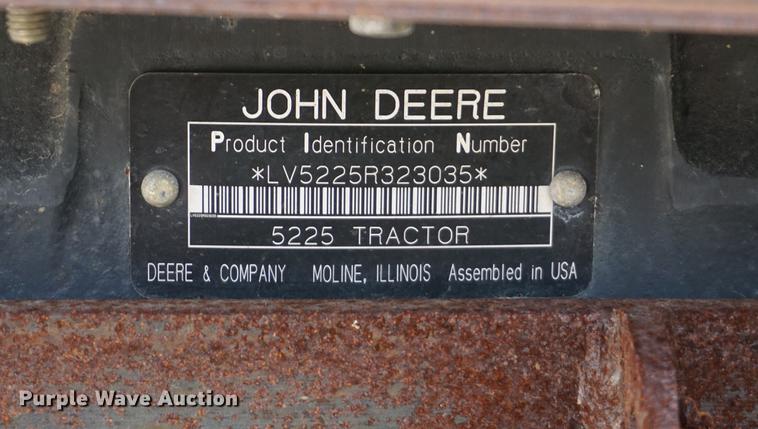 JOHN DEERE
Product Identification Number
*LV5225R323035*
5225 TRACTOR
DEERE & COMPANY MOLINE, ILLINOIS Assembled in USA
Purple Wave Auction